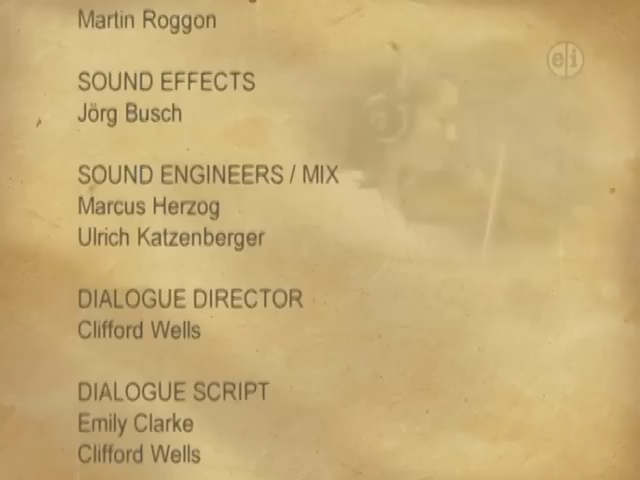 Martin Roggon
e/i
SOUND EFFECTS
Jörg Busch
SOUND ENGINEERS / MIX
Marcus Herzog
Ulrich Katzenberger
DIALOGUE DIRECTOR
Clifford Wells
DIALOGUE SCRIPT
Emily Clarke
Clifford Wells